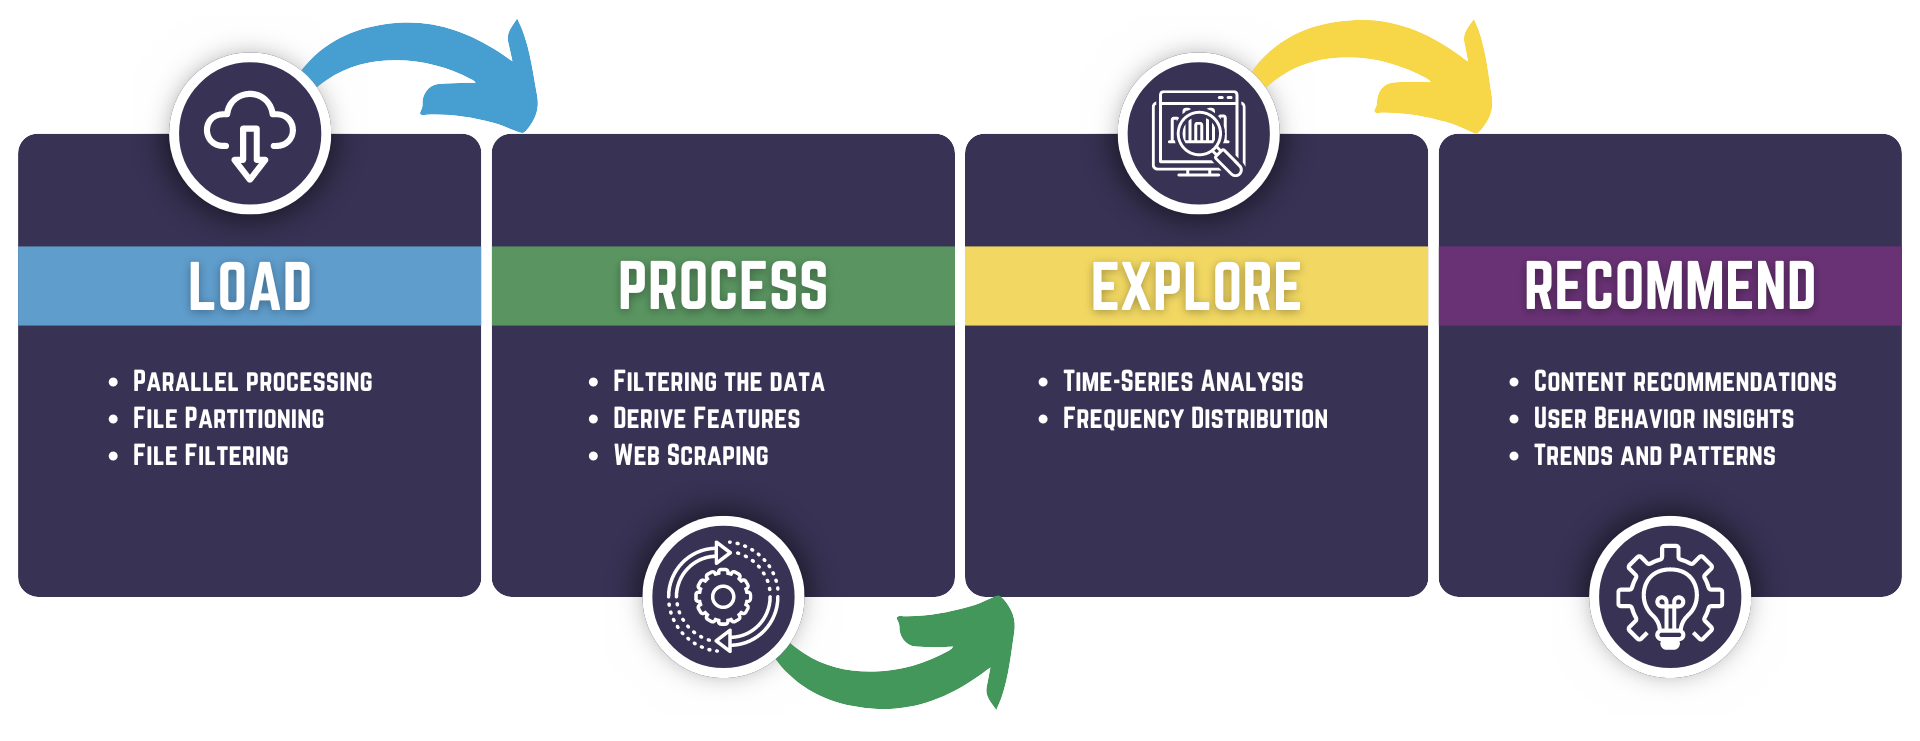 LOAD
• Parallel processing
• File Partitioning
• File Filtering
PROCESS
• Filtering the data
• Derive Features
• Web Scraping
EXPLORE
• Time-Series Analysis
• Frequency Distribution
RECOMMEND
• Content recommendations
• User Behavior insights
• Trends and Patterns